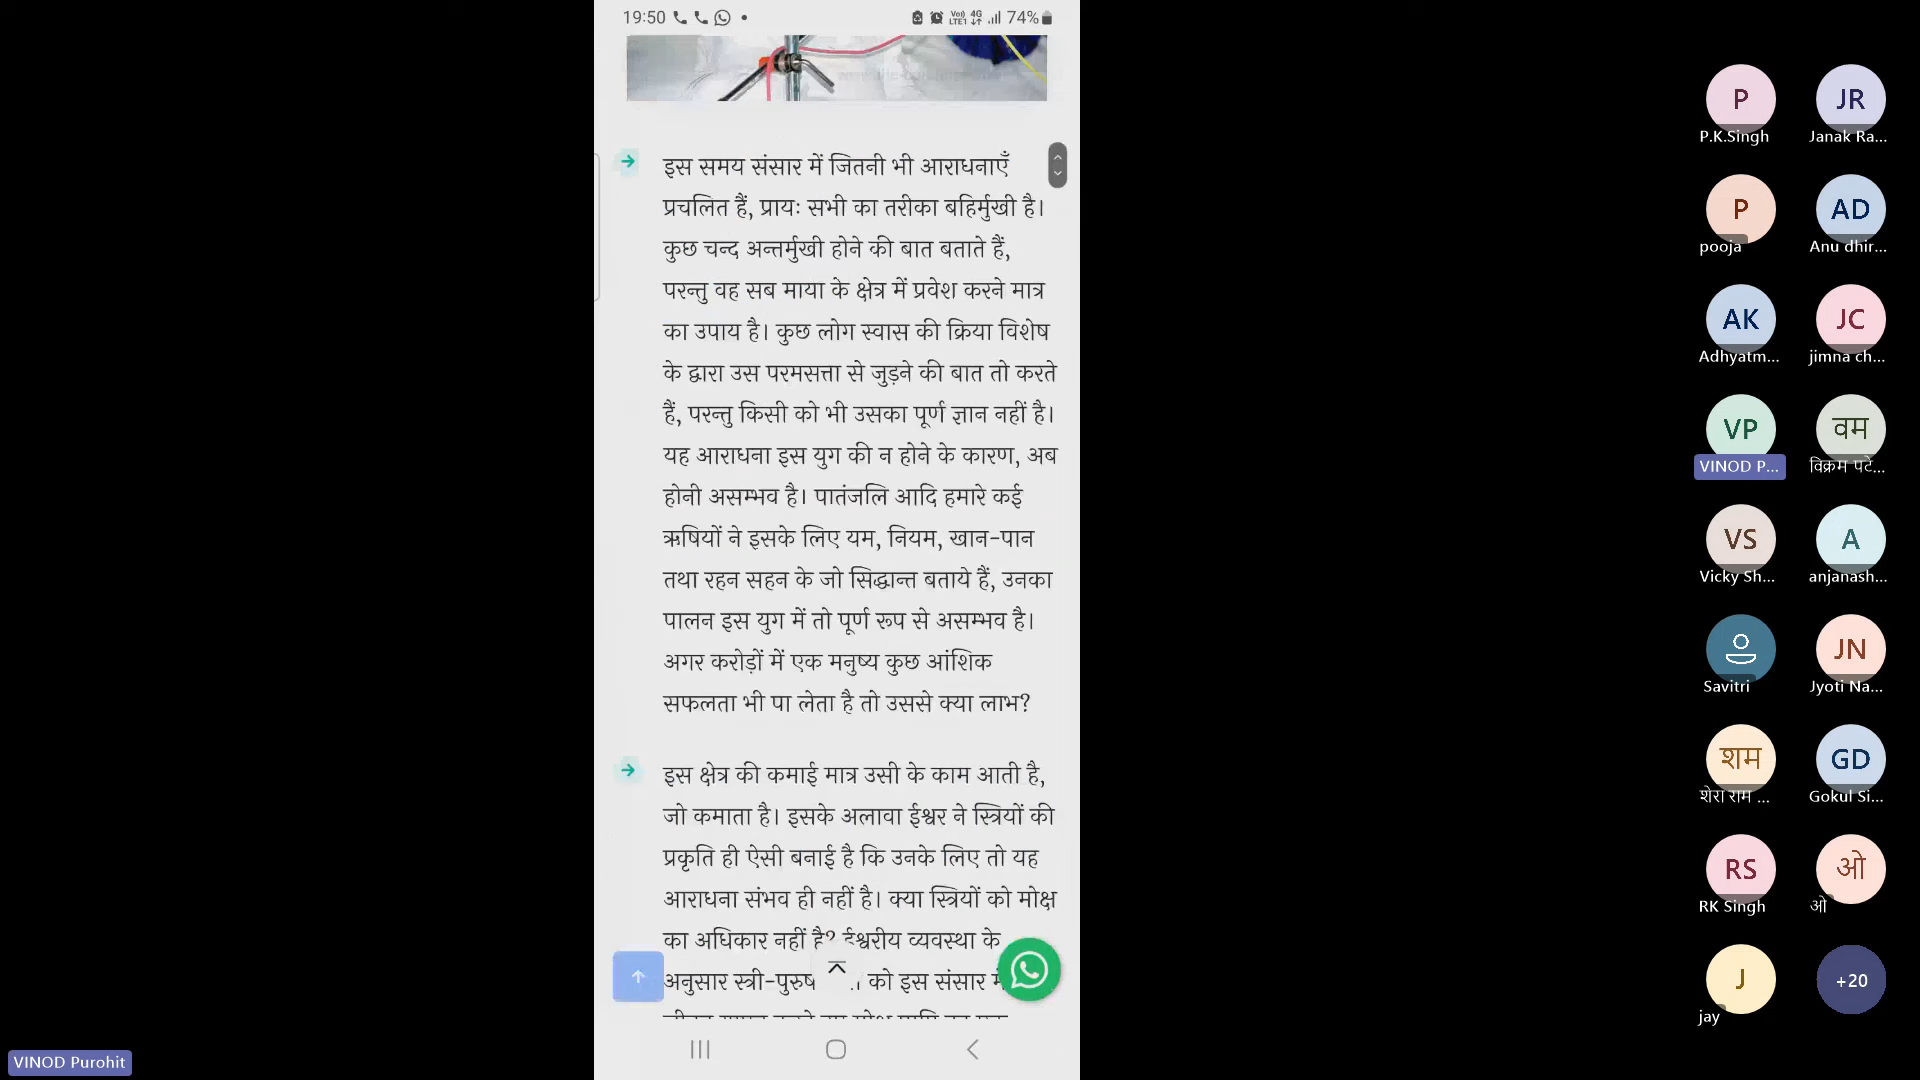 19:50
Vo) 4G
LTE1
74%
इस समय संसार में जितनी भी आराधनाएँ
प्रचलित हैं, प्रायः सभी का तरीका बहिर्मुखी है।
कुछ चन्द अन्तर्मुखी होने की बात बताते हैं,
परन्तु वह सब माया के क्षेत्र में प्रवेश करने मात्र
का उपाय है। कुछ लोग स्वास की क्रिया विशेष
के द्वारा उस परमसत्ता से जुड़ने की बात तो करते
हैं, परन्तु किसी को भी उसका पूर्ण ज्ञान नहीं है।
यह आराधना इस युग की न होने के कारण, अब
होनी असम्भव है। पातंजलि आदि हमारे कई
ऋषियों ने इसके लिए यम, नियम, खान-पान
तथा रहन सहन के जो सिद्धान्त बताये हैं, उनका
पालन इस युग में तो पूर्ण रूप से असम्भव है।
अगर करोड़ों में एक मनुष्य कुछ आंशिक
सफलता भी पा लेता है तो उससे क्या लाभ?
इस क्षेत्र की कमाई मात्र उसी के काम आती है,
जो कमाता है। इसके अलावा ईश्वर ने स्त्रियों की
प्रकृति ही ऐसी बनाई है कि उनके लिए तो यह
आराधना संभव ही नहीं है। क्या स्त्रियों को मोक्ष
का अधिकार नहीं है? ईश्वरीय व्यवस्था के
अनुसार स्त्री-पुरुष को इस संसार
VINOD Purohit
P
P.K.Singh
JR
Janak Ra...
P
pooja
AD
Anu dhir...
AK
Adhyatm...
JC
jimna ch...
VP
VINOD P...
वम
विक्रम पटे...
VS
Vicky Sh...
A
anjanash...
Savitri
JN
Jyoti Na...
शम
शेरा राम ...
GD
Gokul Si...
RS
RK Singh
ओ
ओ
J
jay
+20